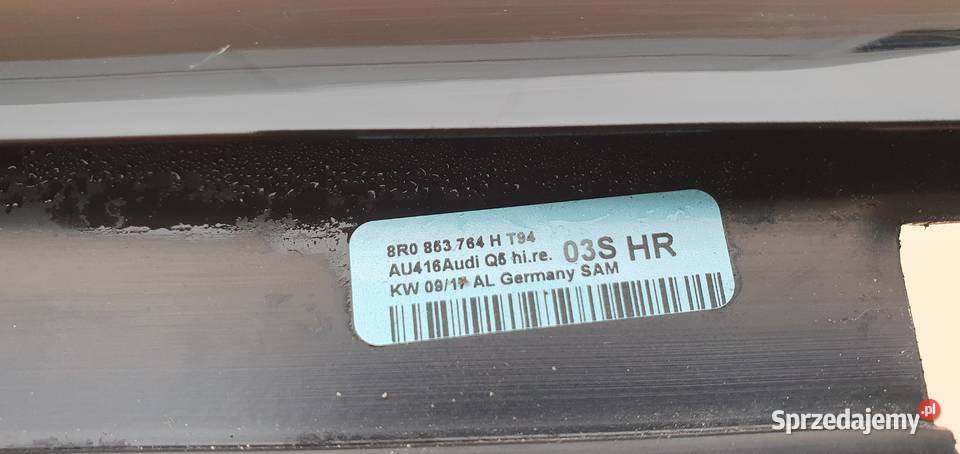 8R0 853 764 H T94
AU416Audi Q5 hi.re. 03S HR
KW 09/17 AL Germany SAM
Sprzedajemy.pl